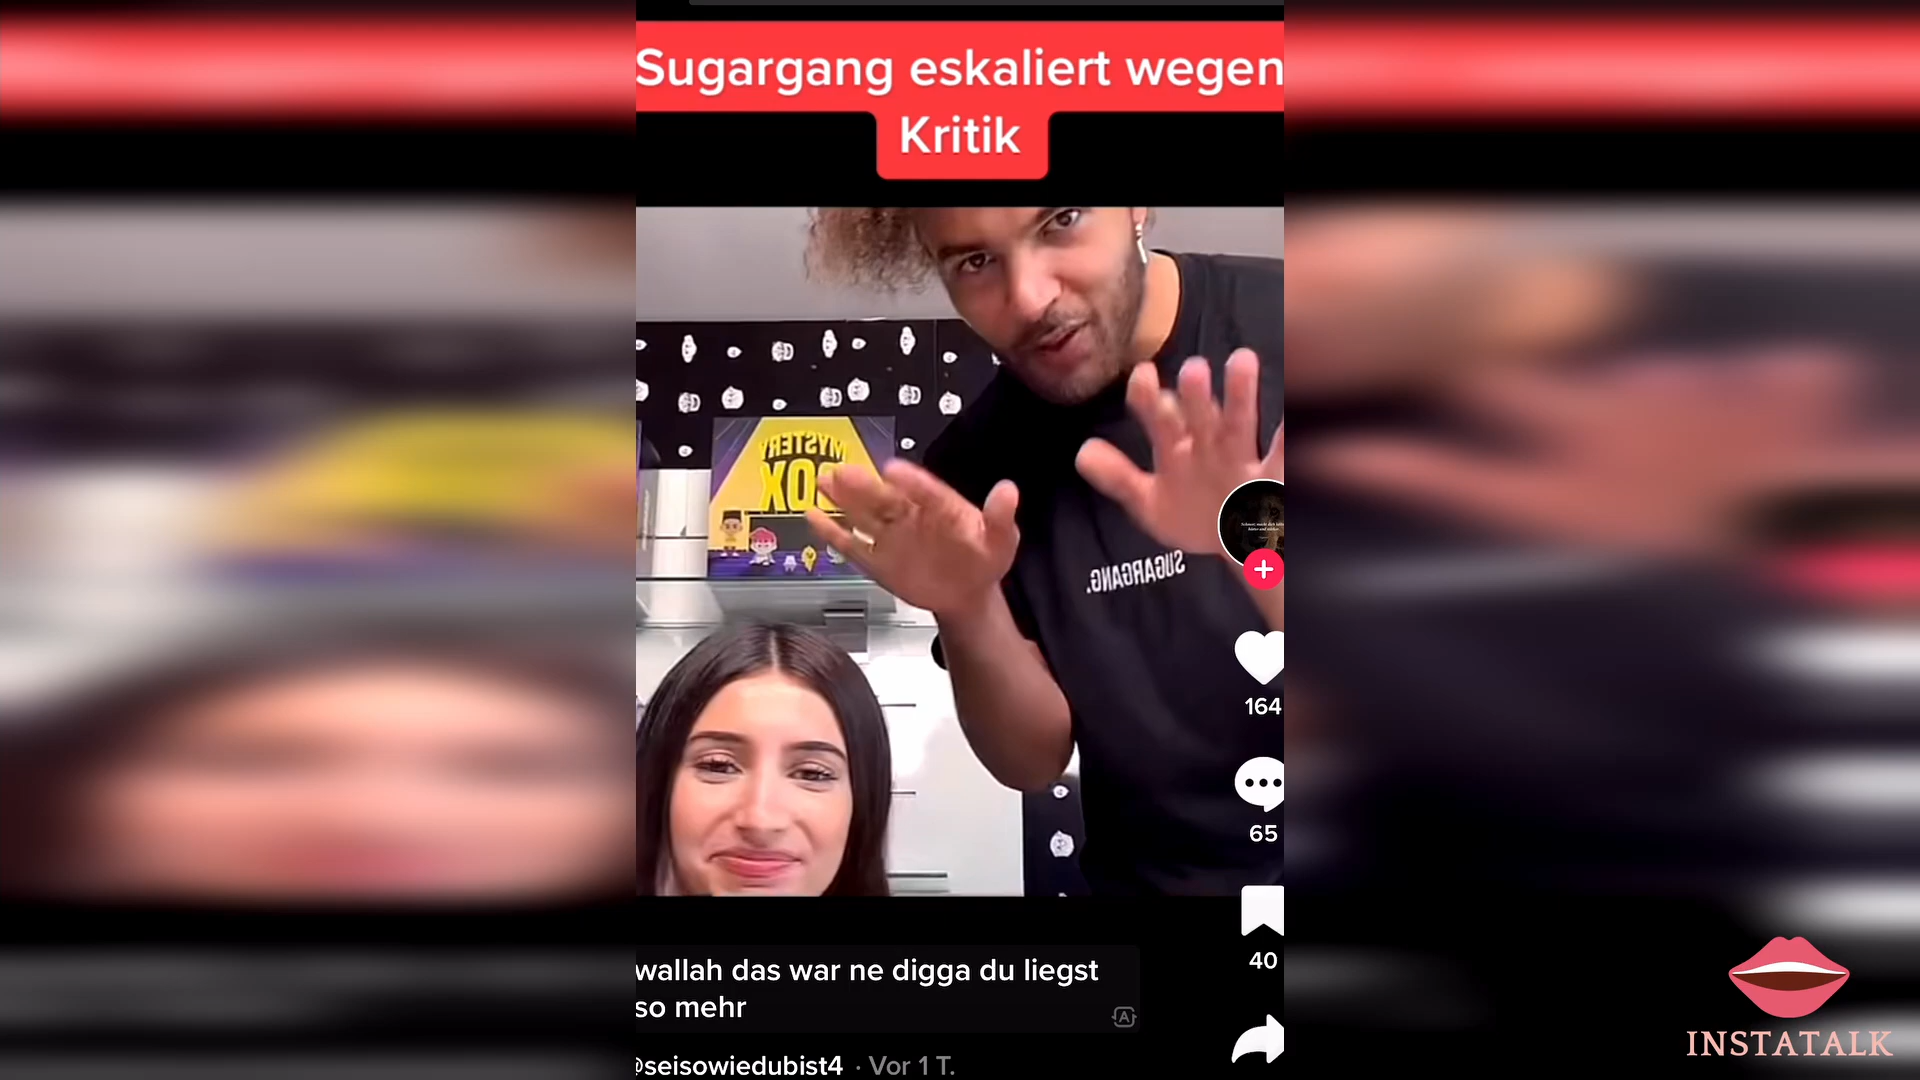 Sugargang eskaliert wegen
Kritik
MYSTERY
BOX
SUGARGANG.
164
65
40
wallah das war ne digga du liegst
so mehr
@seisowiedubist4 · Vor 1 T.
INSTATALK